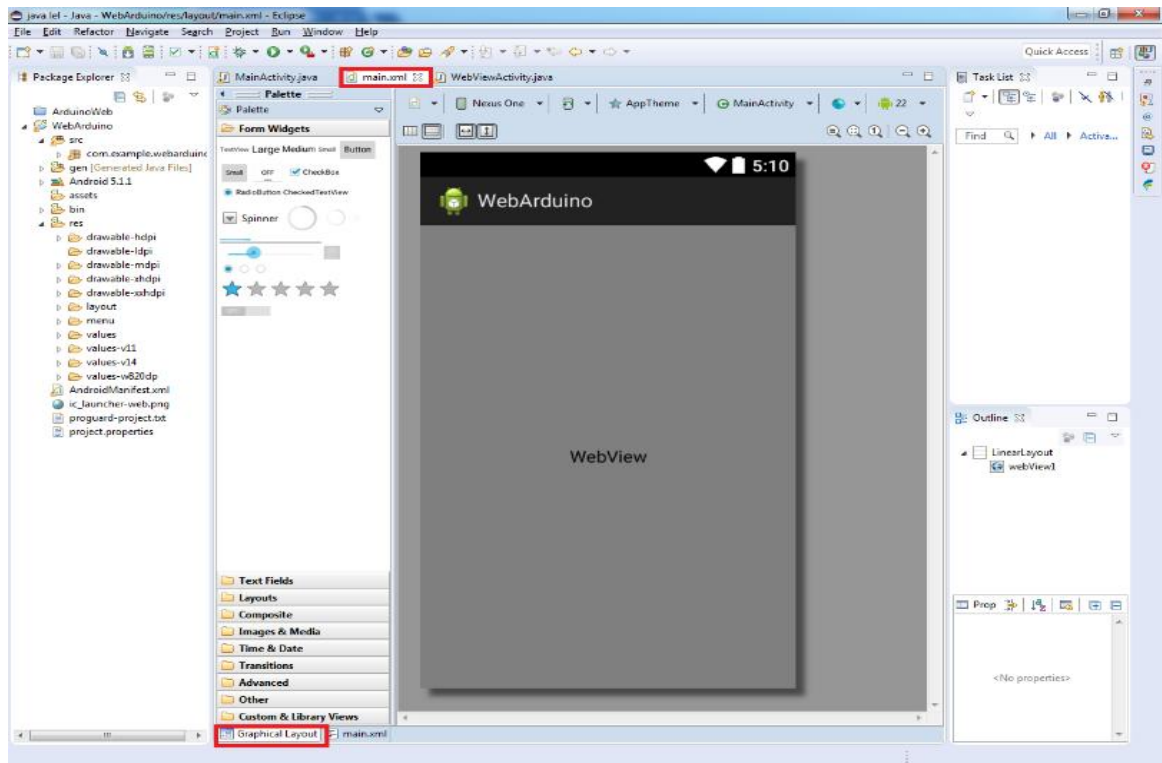 java lel - Java - WebArduino/res/layout/main.xml - Eclipse
File Edit Refactor Navigate Search Project Run Window Help
Quick Access
Package Explorer
ArduinoWeb
WebArduino
src
com.example.webarduino
gen [Generated Java Files]
Android 5.1.1
assets
bin
res
drawable-hdpi
drawable-ldpi
drawable-mdpi
drawable-xhdpi
drawable-xxhdpi
layout
menu
values
values-v11
values-v14
values-w820dp
AndroidManifest.xml
ic_launcher-web.png
proguard-project.txt
project.properties
MainActivity.java main.xml WebViewActivity.java
Palette
Palette
Form Widgets
TextView Large Medium Small Button
Small OFF CheckBox
RadioButton CheckedTextView
Spinner
Text Fields
Layouts
Composite
Images & Media
Time & Date
Transitions
Advanced
Other
Custom & Library Views
Graphical Layout main.xml
Nexus One AppTheme MainActivity 22
5:10
WebArduino
WebView
Task List
Find All Activa...
Outline
LinearLayout
webView1
Prop
<No properties>